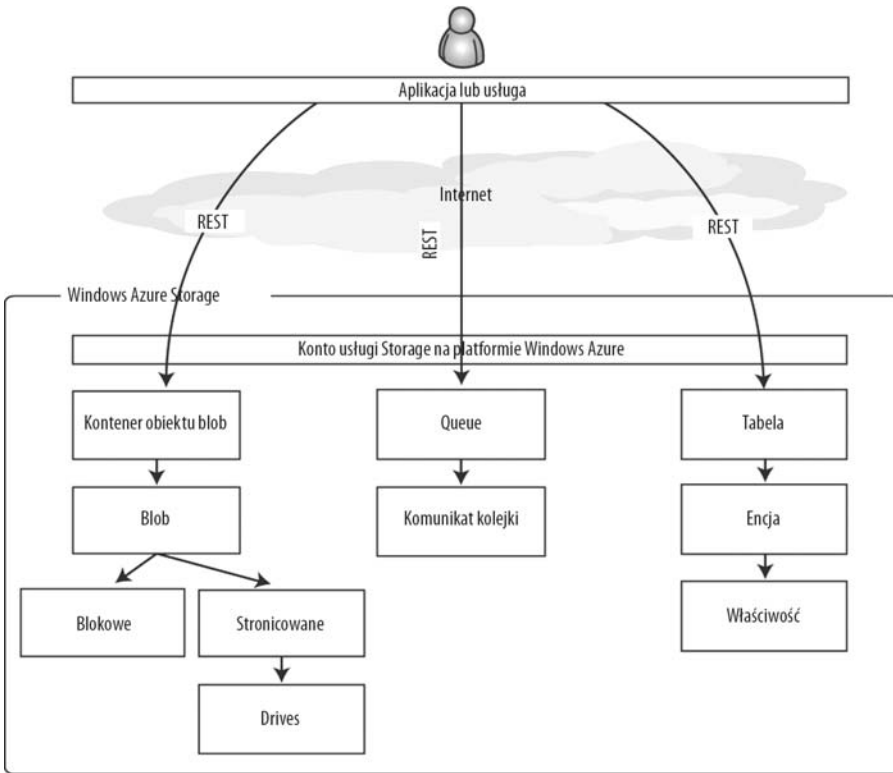 Aplikacja lub usługa
Internet
REST
REST
REST
Windows Azure Storage
Konto usługi Storage na platformie Windows Azure
Kontener obiektu blob
Queue
Tabela
Blob
Komunikat kolejki
Encja
Blokowe
Stronicowane
Właściwość
Drives